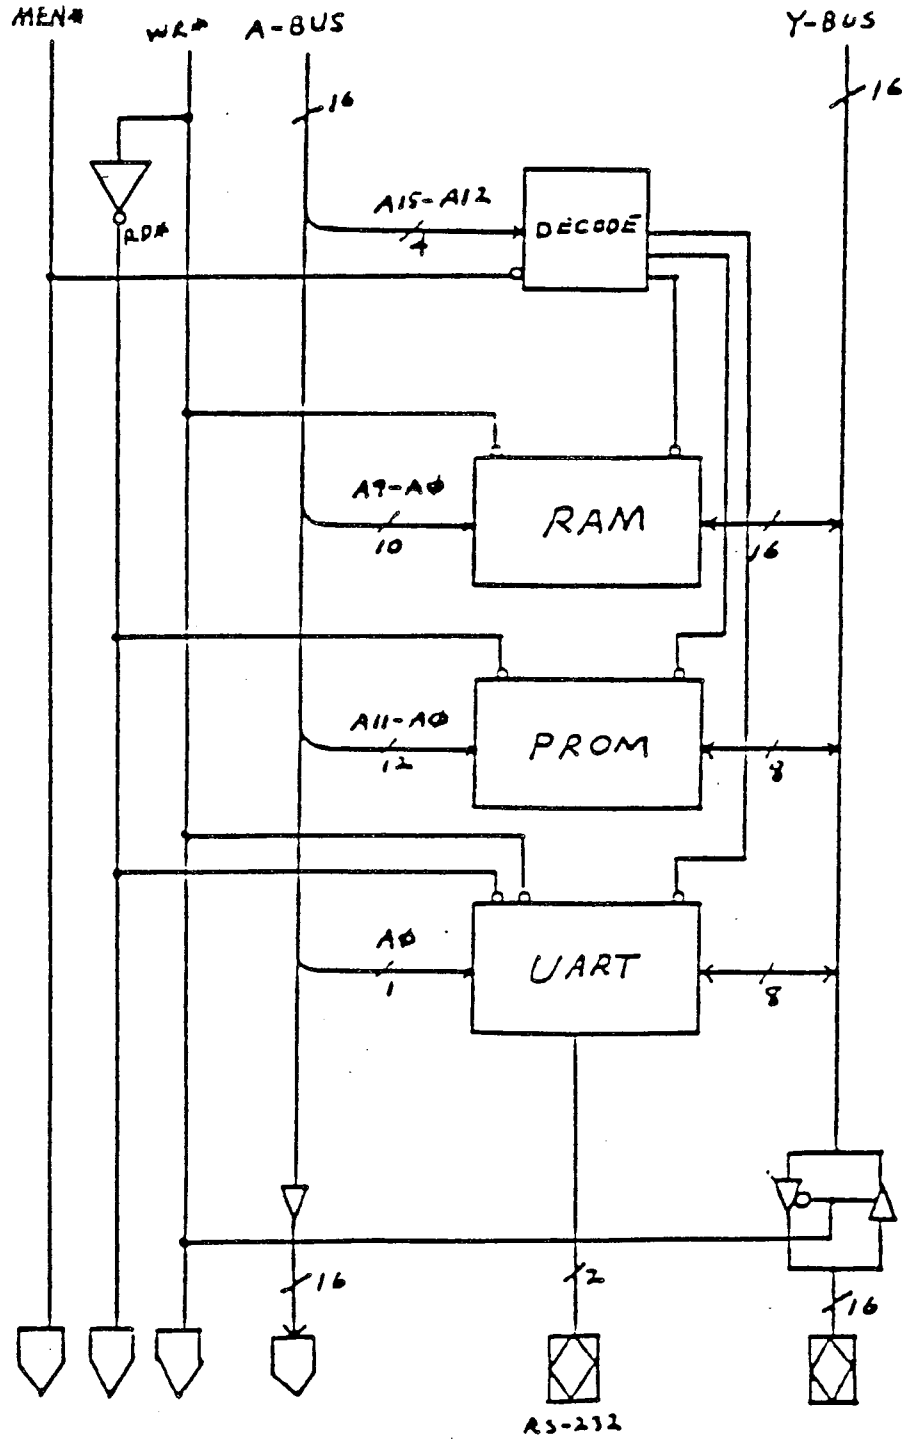 MEN*
WR*
A-BUS
Y-BUS
16
16
A15-A12
4
DECODE
RD*
A9-A0
10
RAM
16
A11-A0
12
PROM
8
A0
1
UART
8
16
2
16
RS-232